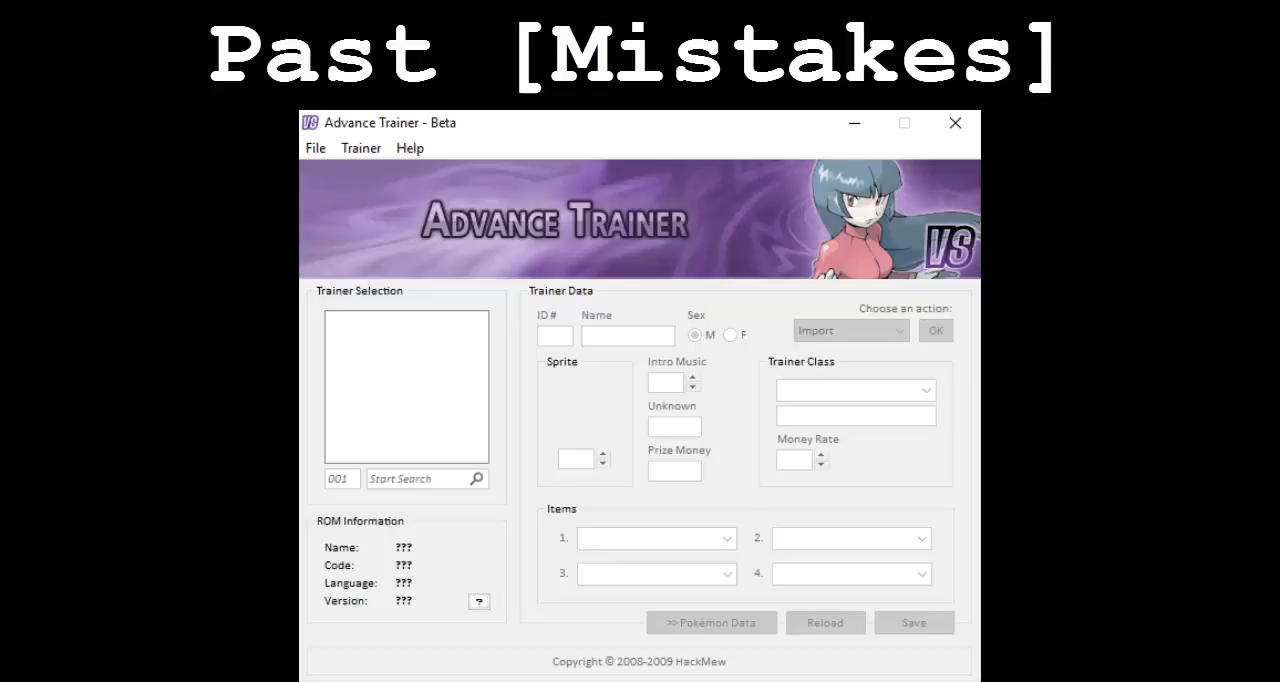 Past [Mistakes]
VS Advance Trainer - Beta
File Trainer Help
ADVANCE TRAINER
VS
Trainer Selection
001 Start Search
ROM Information
Name: ???
Code: ???
Language: ???
Version: ???
?
Trainer Data
ID # Name Sex
M F
Choose an action:
Import OK
Sprite
Intro Music
Unknown
Prize Money
Trainer Class
Money Rate
Items
1. 2.
3. 4.
>> Pokémon Data Reload Save
Copyright © 2008-2009 HackMew